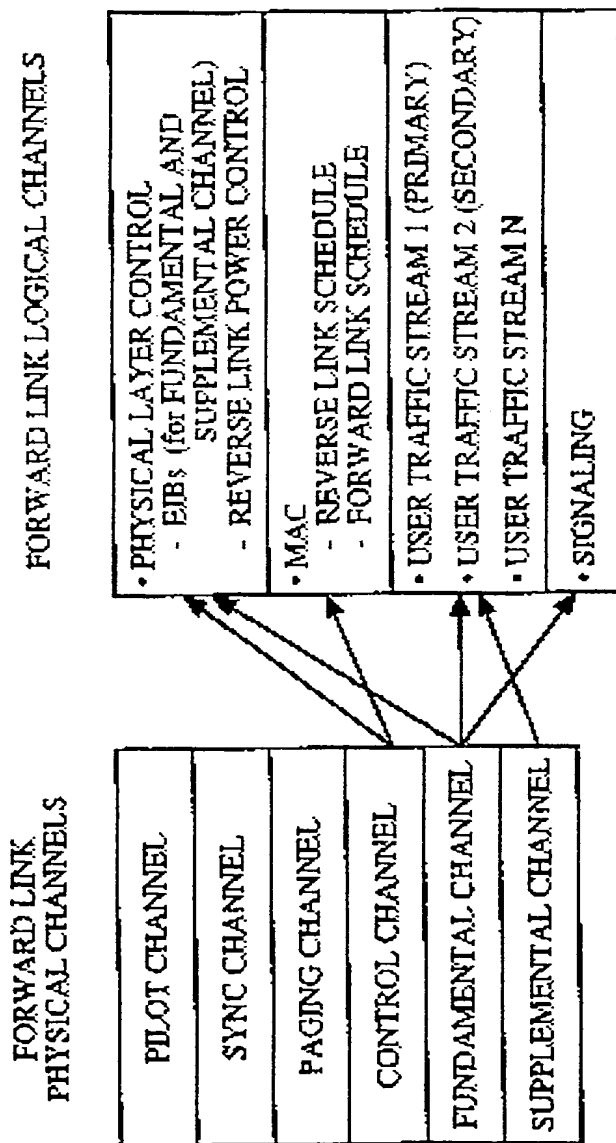 FORWARD LINK
PHYSICAL CHANNELS
PILOT CHANNEL
SYNC CHANNEL
PAGING CHANNEL
CONTROL CHANNEL
FUNDAMENTAL CHANNEL
SUPPLEMENTAL CHANNEL
FORWARD LINK LOGICAL CHANNELS
• PHYSICAL LAYER CONTROL
- EIBs (for FUNDAMENTAL AND
SUPPLEMENTAL CHANNEL)
- REVERSE LINK POWER CONTROL
• MAC
- REVERSE LINK SCHEDULE
- FORWARD LINK SCHEDULE
• USER TRAFFIC STREAM 1 (PRIMARY)
• USER TRAFFIC STREAM 2 (SECONDARY)
• USER TRAFFIC STREAM N
• SIGNALING